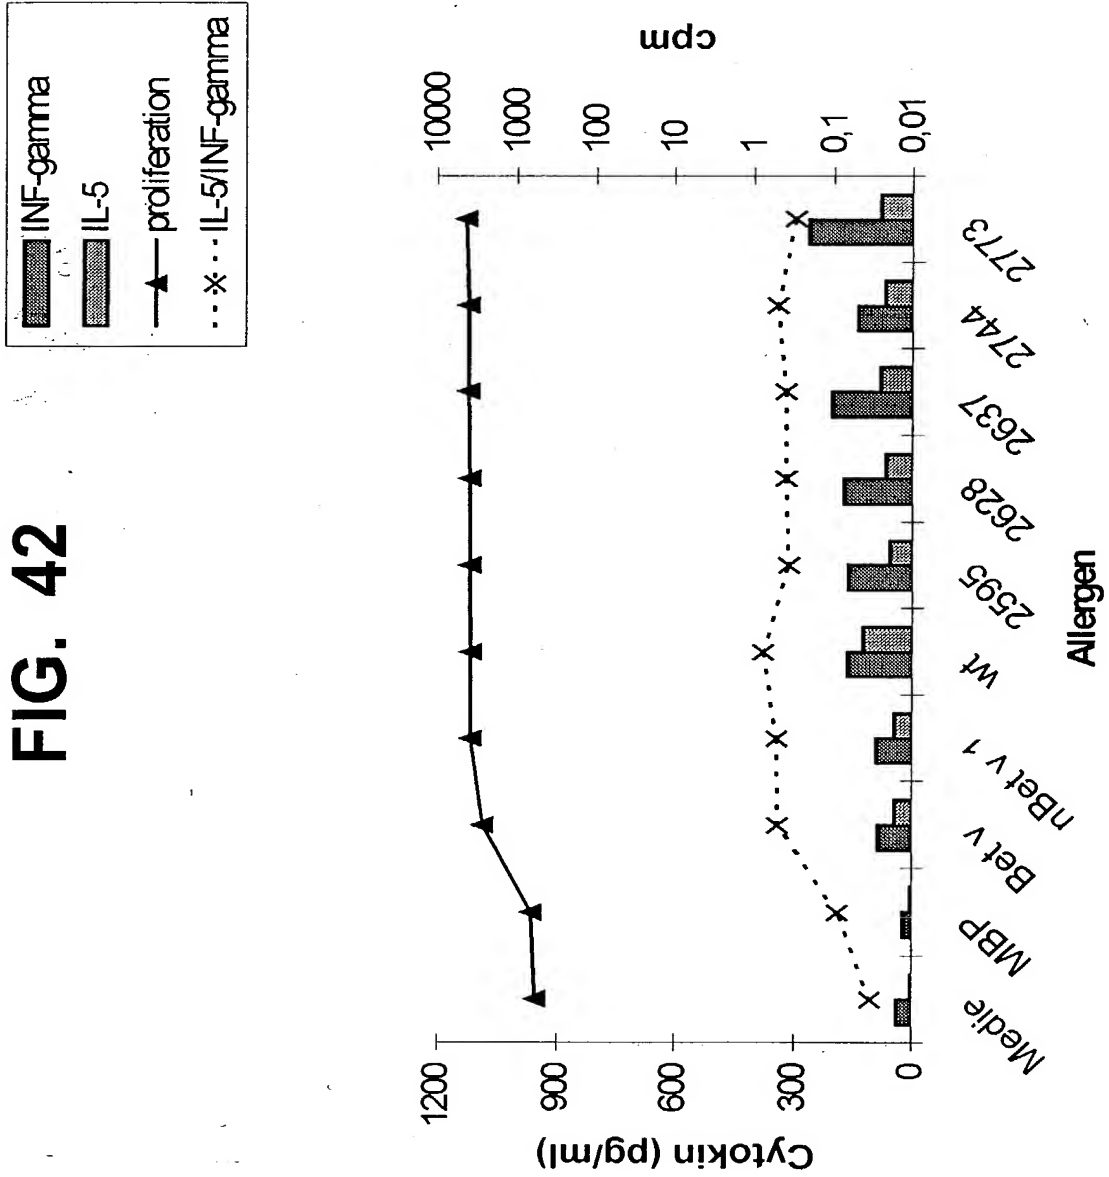 FIG. 42
INF-gamma
IL-5
proliferation
IL-5/INF-gamma
Cytokin (pg/ml)
1200
900
600
300
0
cpm
10000
1000
100
10
1
0,1
0,01
Medie
MBP
Bet v
nBet v 1
wt
2595
2628
2637
2744
2773
Allergen